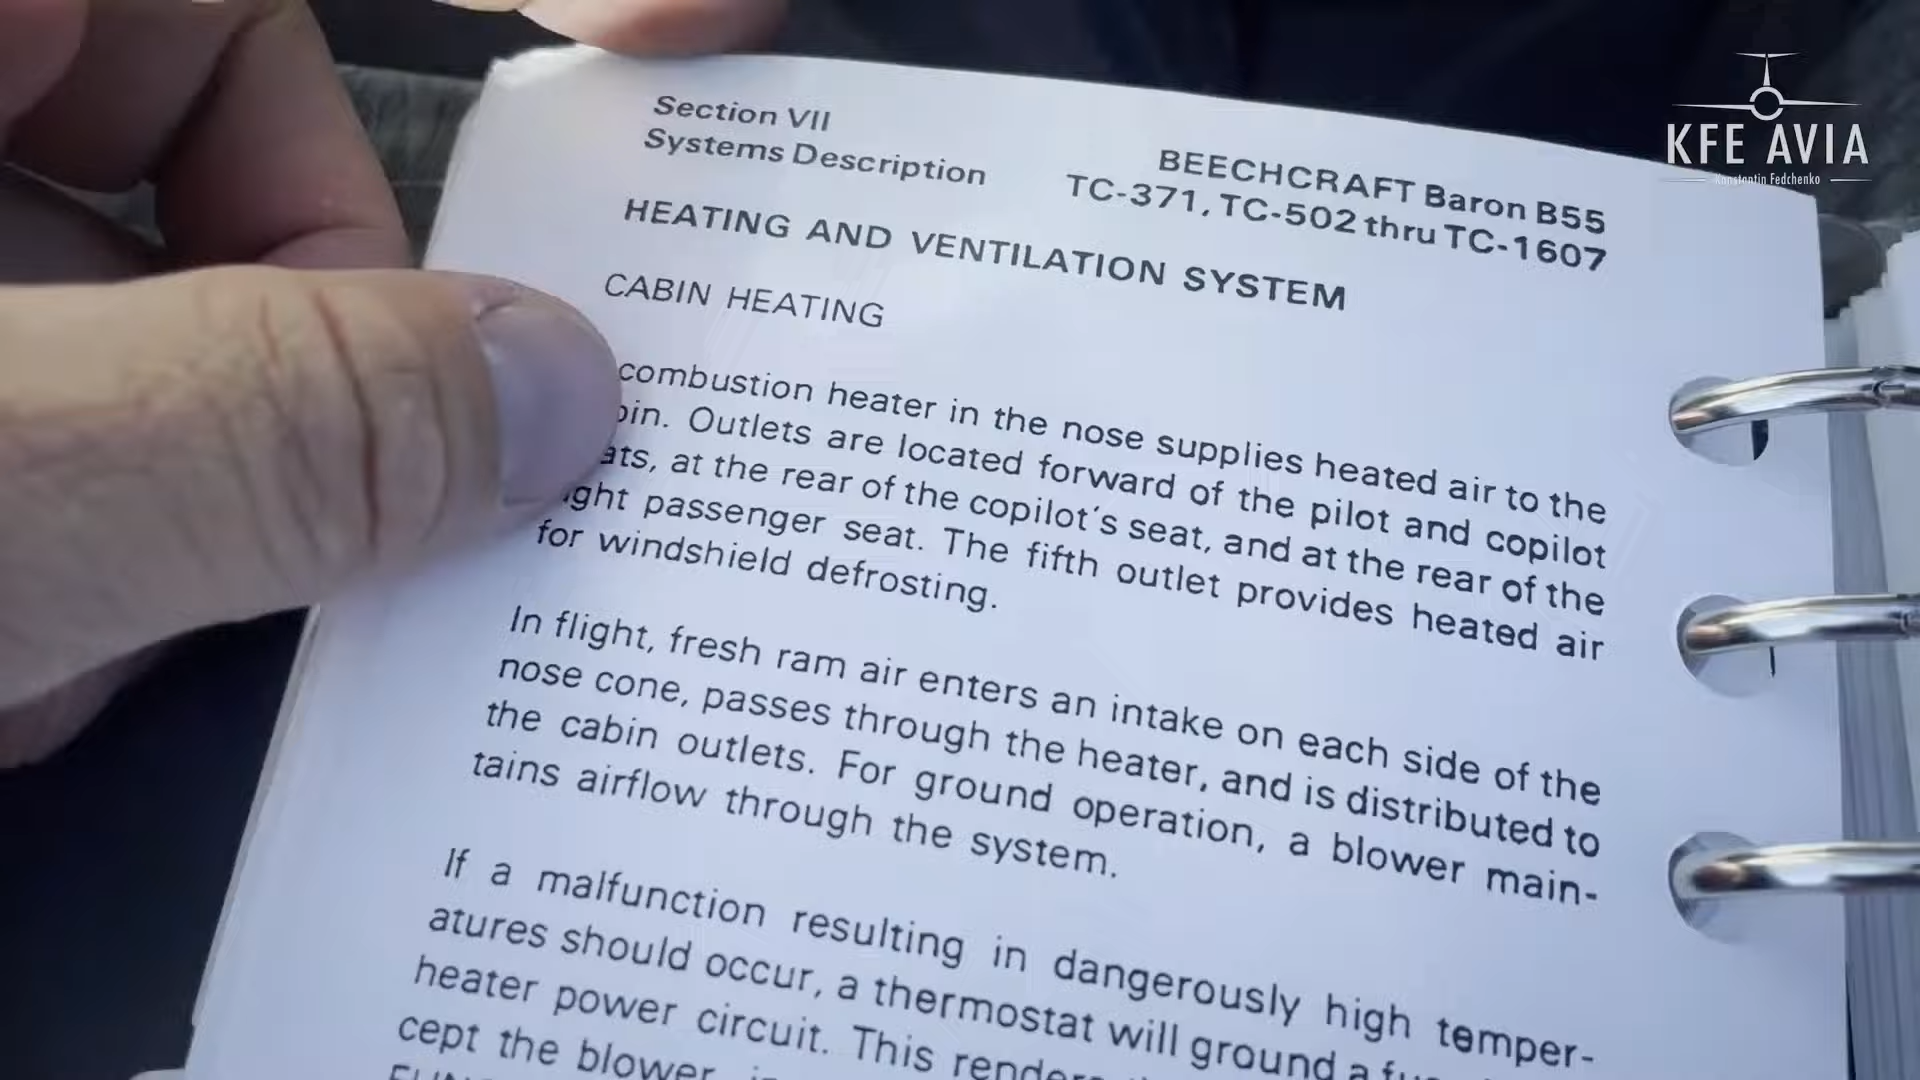 Section VII
Systems Description
BEECHCRAFT Baron B55
TC-371, TC-502 thru TC-1607
HEATING AND VENTILATION SYSTEM
CABIN HEATING
combustion heater in the nose supplies heated air to the
Outlets are located forward of the pilot and copilot
at the rear of the copilot's seat, and at the rear of the
passenger seat. The fifth outlet provides heated air
for windshield defrosting.
In flight, fresh ram air enters an intake on each side of the
nose cone, passes through the heater, and is distributed to
the cabin outlets. For ground operation, a blower main-
tains airflow through the system.
If a malfunction resulting in dangerously high temper-
atures should occur, a thermostat will ground a
heater power circuit. This
cept the blower
KFE AVIA
Konstantin Fedchenko